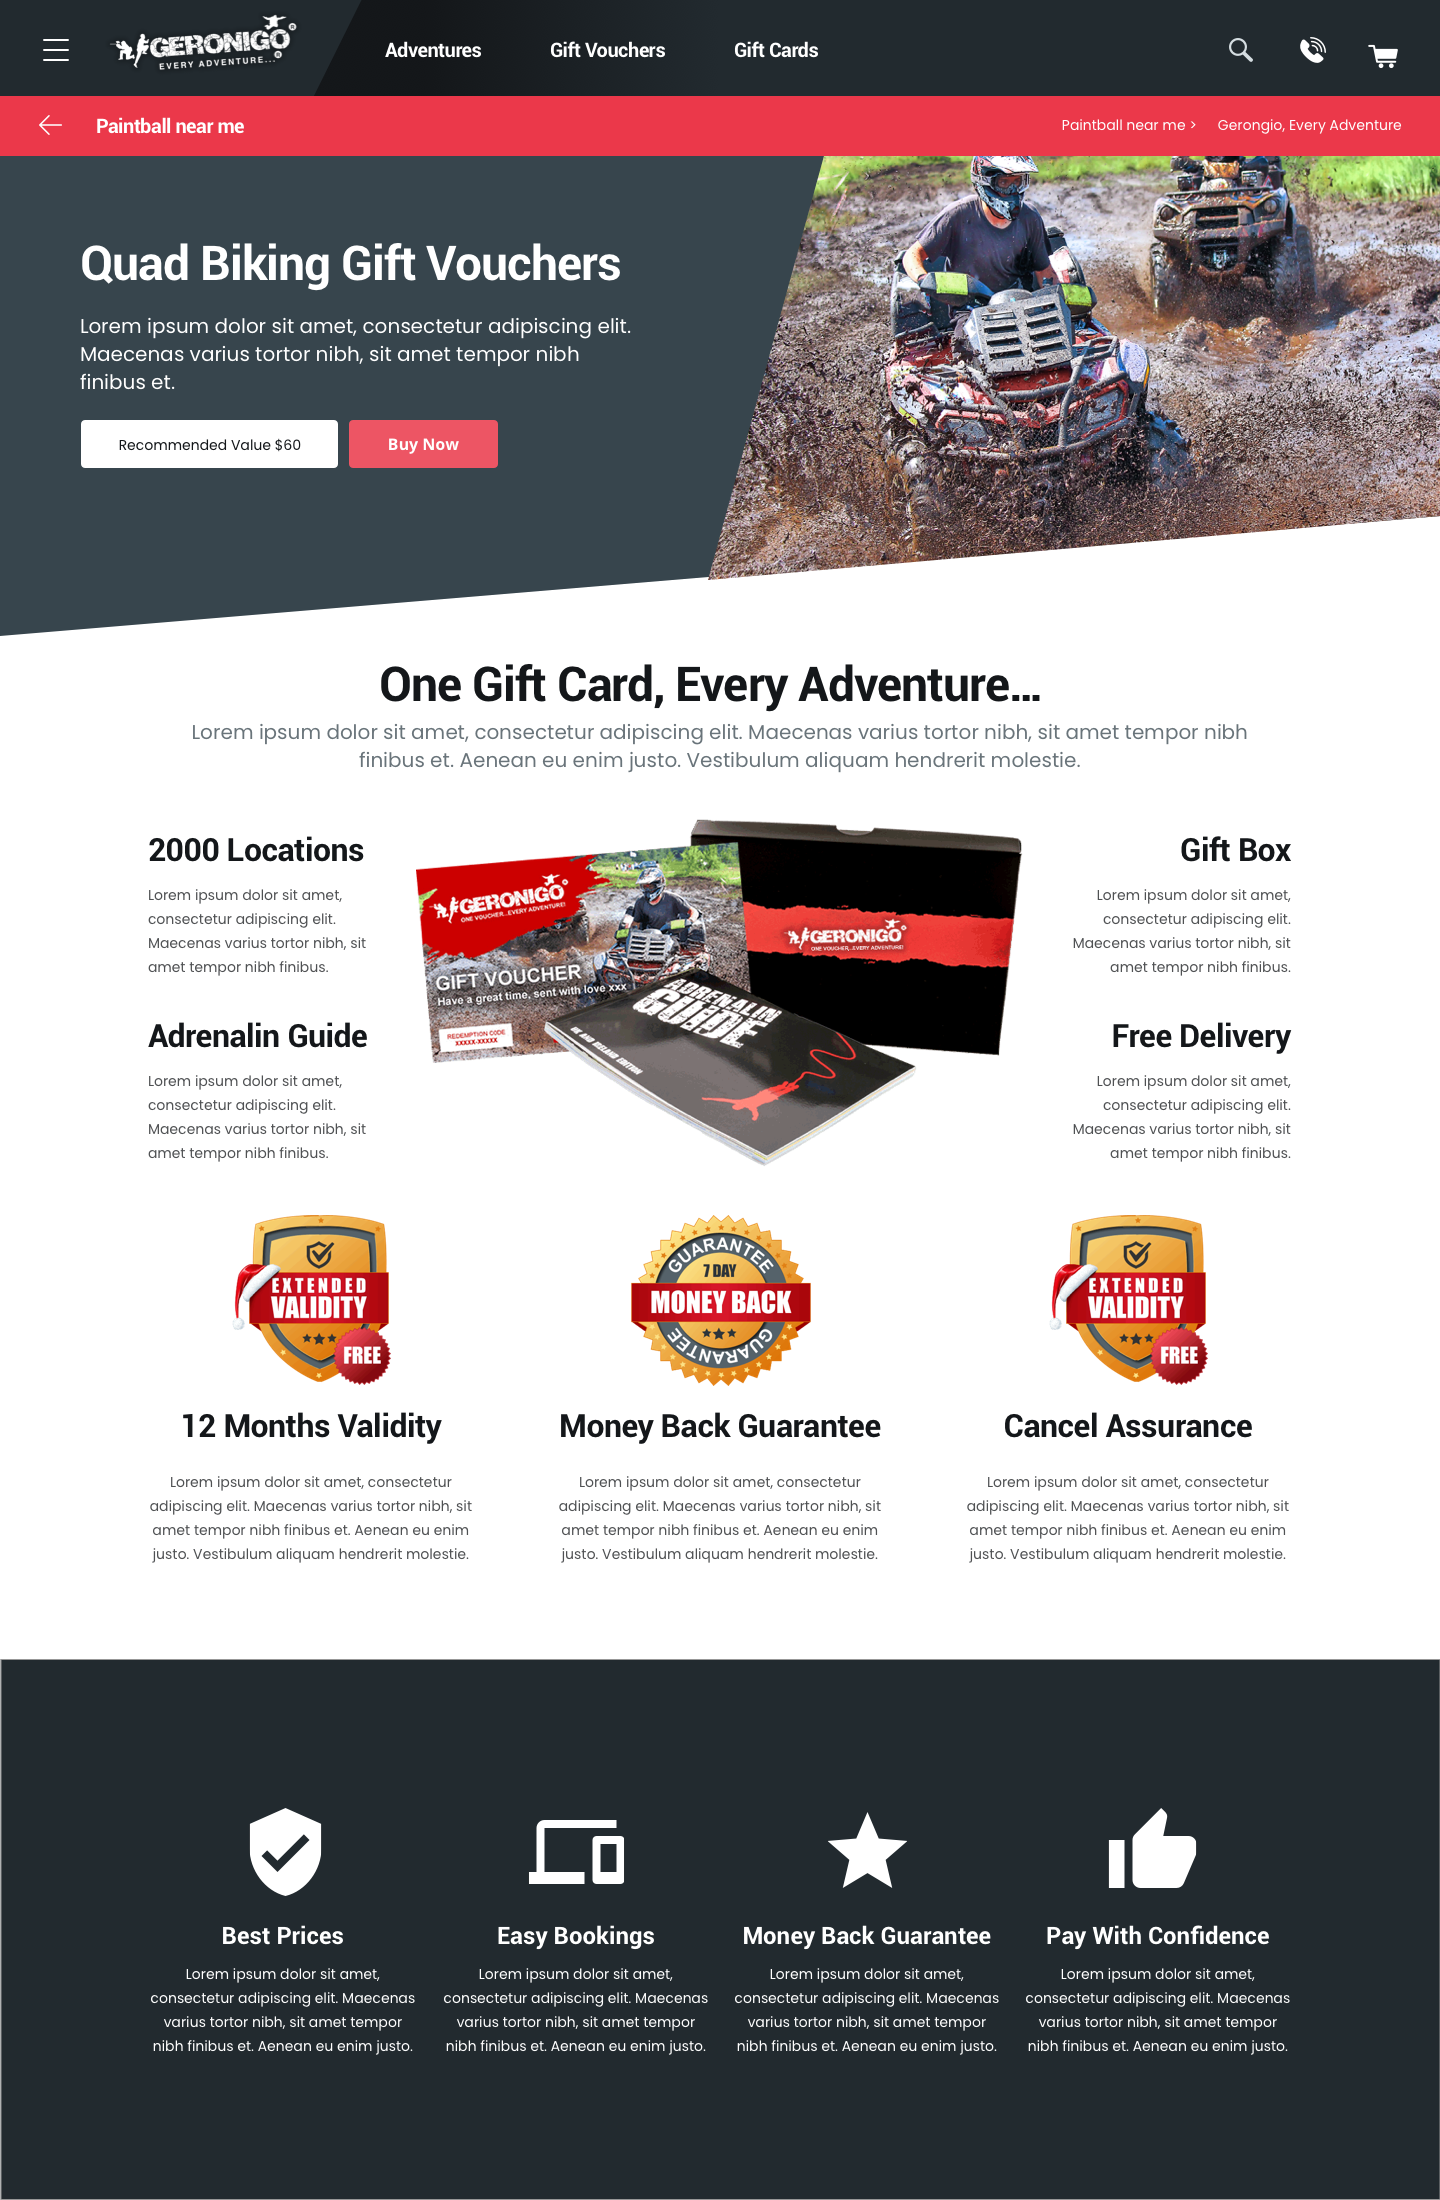 GERONIGO
EVERY ADVENTURE...
Adventures
Gift Vouchers
Gift Cards
Paintball near me
Paintball near me >
Gerongio, Every Adventure
Quad Biking Gift Vouchers
Lorem ipsum dolor sit amet, consectetur adipiscing elit.
Maecenas varius tortor nibh, sit amet tempor nibh
finibus et.
Recommended Value $60
Buy Now
One Gift Card, Every Adventure...
Lorem ipsum dolor sit amet, consectetur adipiscing elit. Maecenas varius tortor nibh, sit amet tempor nibh
finibus et. Aenean eu enim justo. Vestibulum aliquam hendrerit molestie.
2000 Locations
Lorem ipsum dolor sit amet,
consectetur adipiscing elit.
Maecenas varius tortor nibh, sit
amet tempor nibh finibus.
Adrenalin Guide
Lorem ipsum dolor sit amet,
consectetur adipiscing elit.
Maecenas varius tortor nibh, sit
amet tempor nibh finibus.
GERONIGO
ONE VOUCHER...EVERY ADVENTURE!
GIFT VOUCHER
Have a great time, sent with love xxx
REDEMPTION CODE
XXXXX-XXXXX
GERONIGO
ONE VOUCHER, ..EVERY ADVENTURE!
ADRENALIN
GUIDE
UK AND IRELAND EDITION
Gift Box
Lorem ipsum dolor sit amet,
consectetur adipiscing elit.
Maecenas varius tortor nibh, sit
amet tempor nibh finibus.
Free Delivery
Lorem ipsum dolor sit amet,
consectetur adipiscing elit.
Maecenas varius tortor nibh, sit
amet tempor nibh finibus.
EXTENDED
VALIDITY
FREE
12 Months Validity
Lorem ipsum dolor sit amet, consectetur
adipiscing elit. Maecenas varius tortor nibh, sit
amet tempor nibh finibus et. Aenean eu enim
justo. Vestibulum aliquam hendrerit molestie.
GUARANTEE
7 DAY
MONEY BACK
GUARANTEE
Money Back Guarantee
Lorem ipsum dolor sit amet, consectetur
adipiscing elit. Maecenas varius tortor nibh, sit
amet tempor nibh finibus et. Aenean eu enim
justo. Vestibulum aliquam hendrerit molestie.
EXTENDED
VALIDITY
FREE
Cancel Assurance
Lorem ipsum dolor sit amet, consectetur
adipiscing elit. Maecenas varius tortor nibh, sit
amet tempor nibh finibus et. Aenean eu enim
justo. Vestibulum aliquam hendrerit molestie.
Best Prices
Lorem ipsum dolor sit amet,
consectetur adipiscing elit. Maecenas
varius tortor nibh, sit amet tempor
nibh finibus et. Aenean eu enim justo.
Easy Bookings
Lorem ipsum dolor sit amet,
consectetur adipiscing elit. Maecenas
varius tortor nibh, sit amet tempor
nibh finibus et. Aenean eu enim justo.
Money Back Guarantee
Lorem ipsum dolor sit amet,
consectetur adipiscing elit. Maecenas
varius tortor nibh, sit amet tempor
nibh finibus et. Aenean eu enim justo.
Pay With Confidence
Lorem ipsum dolor sit amet,
consectetur adipiscing elit. Maecenas
varius tortor nibh, sit amet tempor
nibh finibus et. Aenean eu enim justo.